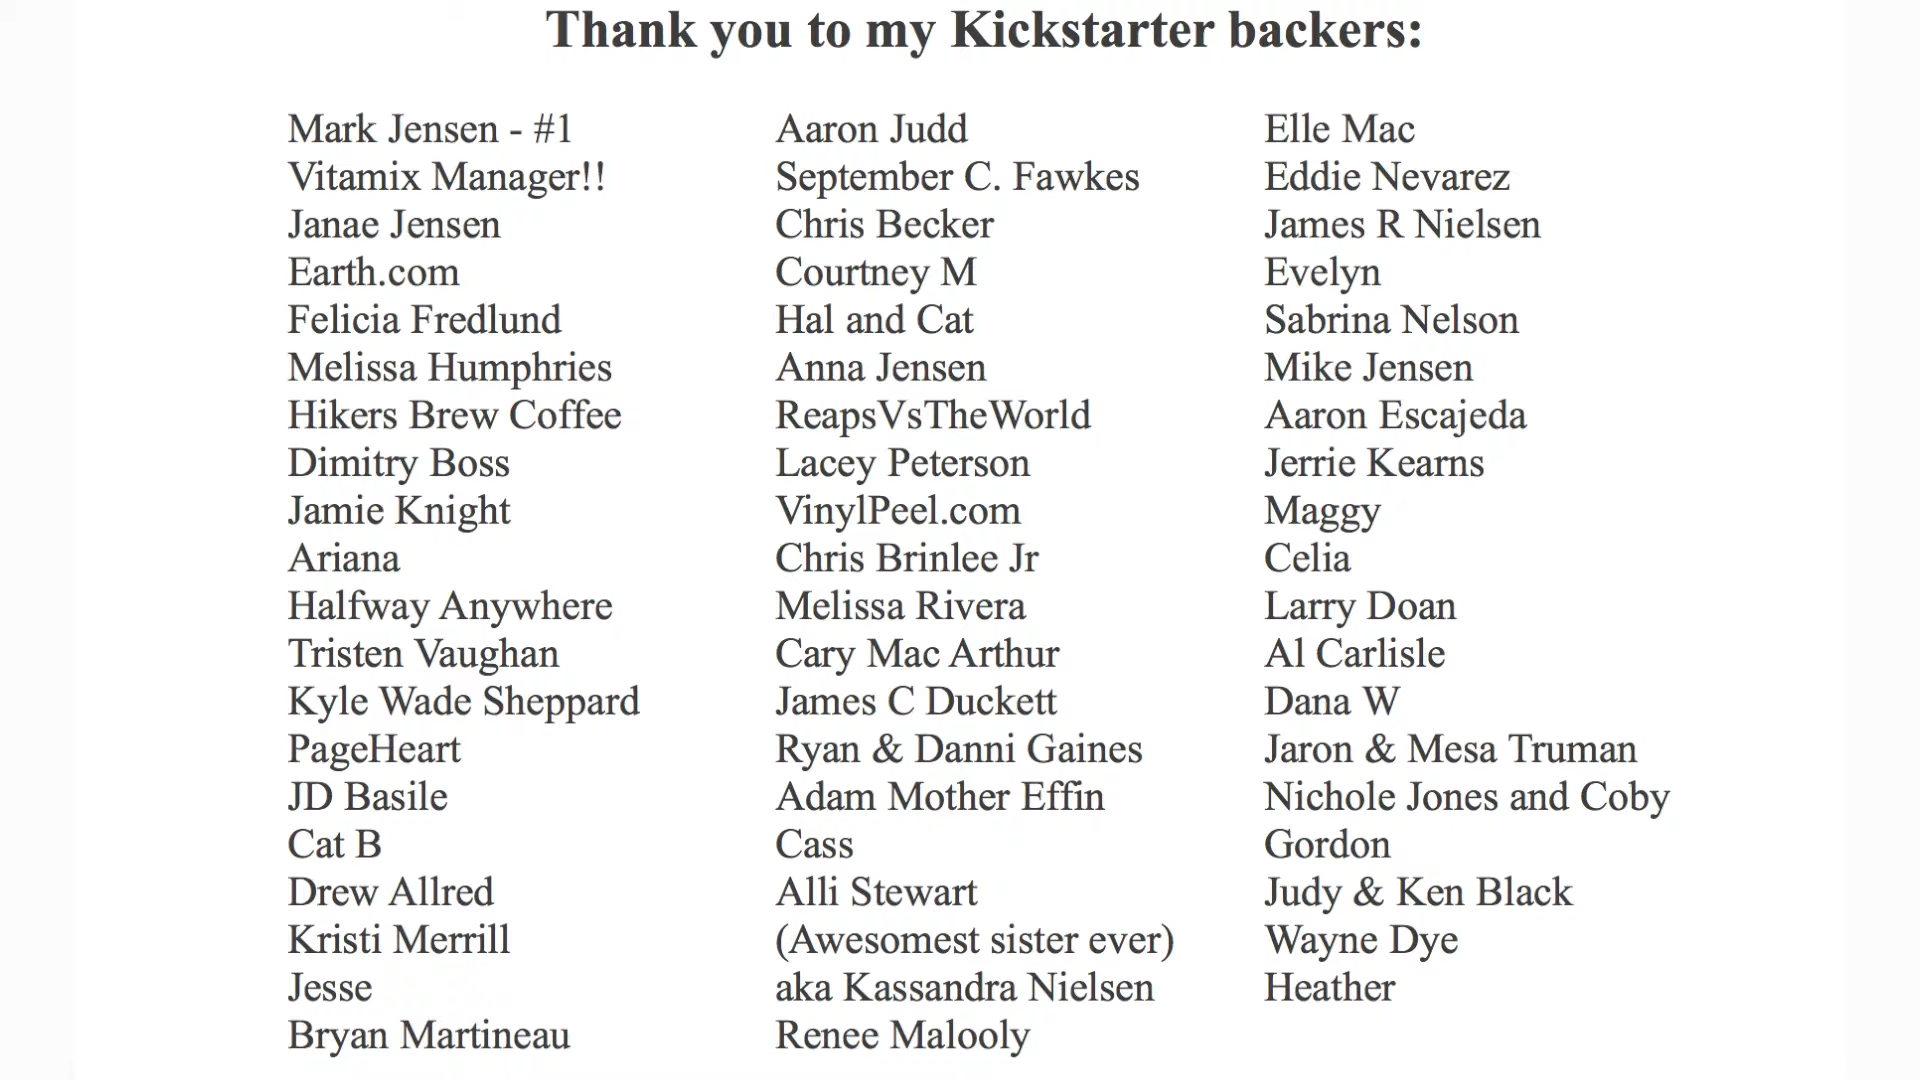 Thank you to my Kickstarter backers:
Mark Jensen - #1
Vitamix Manager!!
Janae Jensen
Earth.com
Felicia Fredlund
Melissa Humphries
Hikers Brew Coffee
Dimitry Boss
Jamie Knight
Ariana
Halfway Anywhere
Tristen Vaughan
Kyle Wade Sheppard
PageHeart
JD Basile
Cat B
Drew Allred
Kristi Merrill
Jesse
Bryan Martineau
Aaron Judd
September C. Fawkes
Chris Becker
Courtney M
Hal and Cat
Anna Jensen
ReapsVsTheWorld
Lacey Peterson
VinylPeel.com
Chris Brinlee Jr
Melissa Rivera
Cary Mac Arthur
James C Duckett
Ryan & Danni Gaines
Adam Mother Effin
Cass
Alli Stewart
(Awesomest sister ever)
aka Kassandra Nielsen
Renee Malooly
Elle Mac
Eddie Nevarez
James R Nielsen
Evelyn
Sabrina Nelson
Mike Jensen
Aaron Escajeda
Jerrie Kearns
Maggy
Celia
Larry Doan
Al Carlisle
Dana W
Jaron & Mesa Truman
Nichole Jones and Coby
Gordon
Judy & Ken Black
Wayne Dye
Heather